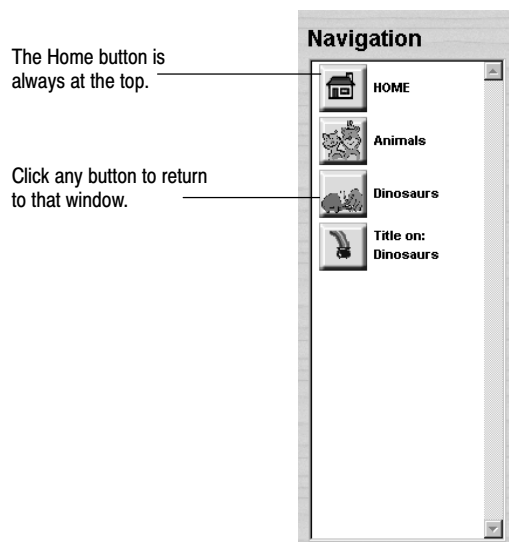 Navigation
The Home button is
always at the top.
HOME
Animals
Click any button to return
to that window.
Dinosaurs
Title on:
Dinosaurs